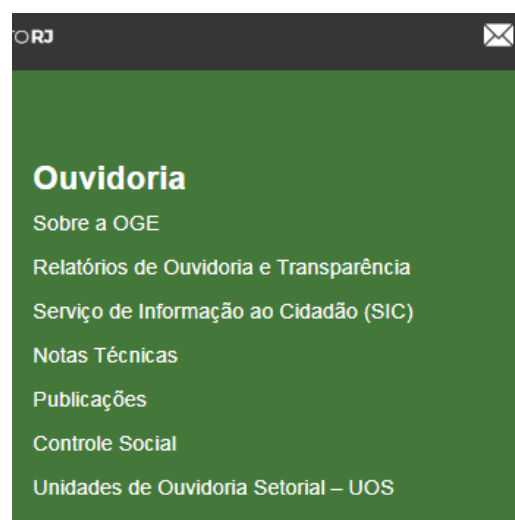 ORJ
Ouvidoria
Sobre a OGE
Relatórios de Ouvidoria e Transparência
Serviço de Informação ao Cidadão (SIC)
Notas Técnicas
Publicações
Controle Social
Unidades de Ouvidoria Setorial – UOS